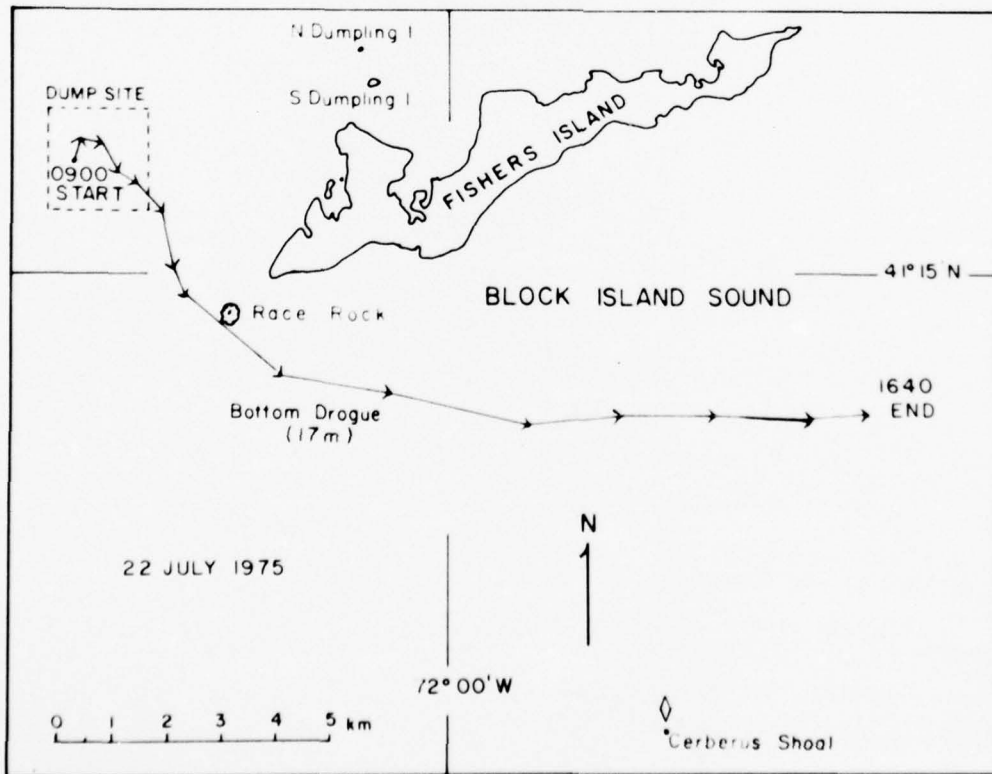 N Dumpling I
S Dumpling I
DUMP SITE
0900
START
FISHERS ISLAND
41° 15' N
BLOCK ISLAND SOUND
Race Rock
1640
END
Bottom Drogue
(17m)
N
22 JULY 1975
72° 00' W
0 1 2 3 4 5 km
Cerberus Shoal